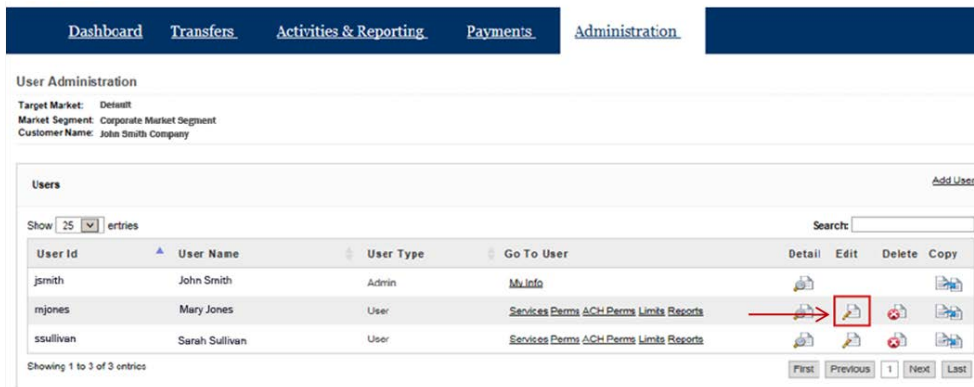 Dashboard Transfers Activities & Reporting Payments Administration
User Administration
Target Market: Default
Market Segment: Corporate Market Segment
Customer Name: John Smith Company
Users Add User
Show 25 entries Search:
User Id User Name User Type Go To User Detail Edit Delete Copy
jsmith John Smith Admin My Info
mjones Mary Jones User Services Perms ACH Perms Limits Reports
ssullivan Sarah Sullivan User Services Perms ACH Perms Limits Reports
Showing 1 to 3 of 3 entries First Previous 1 Next Last